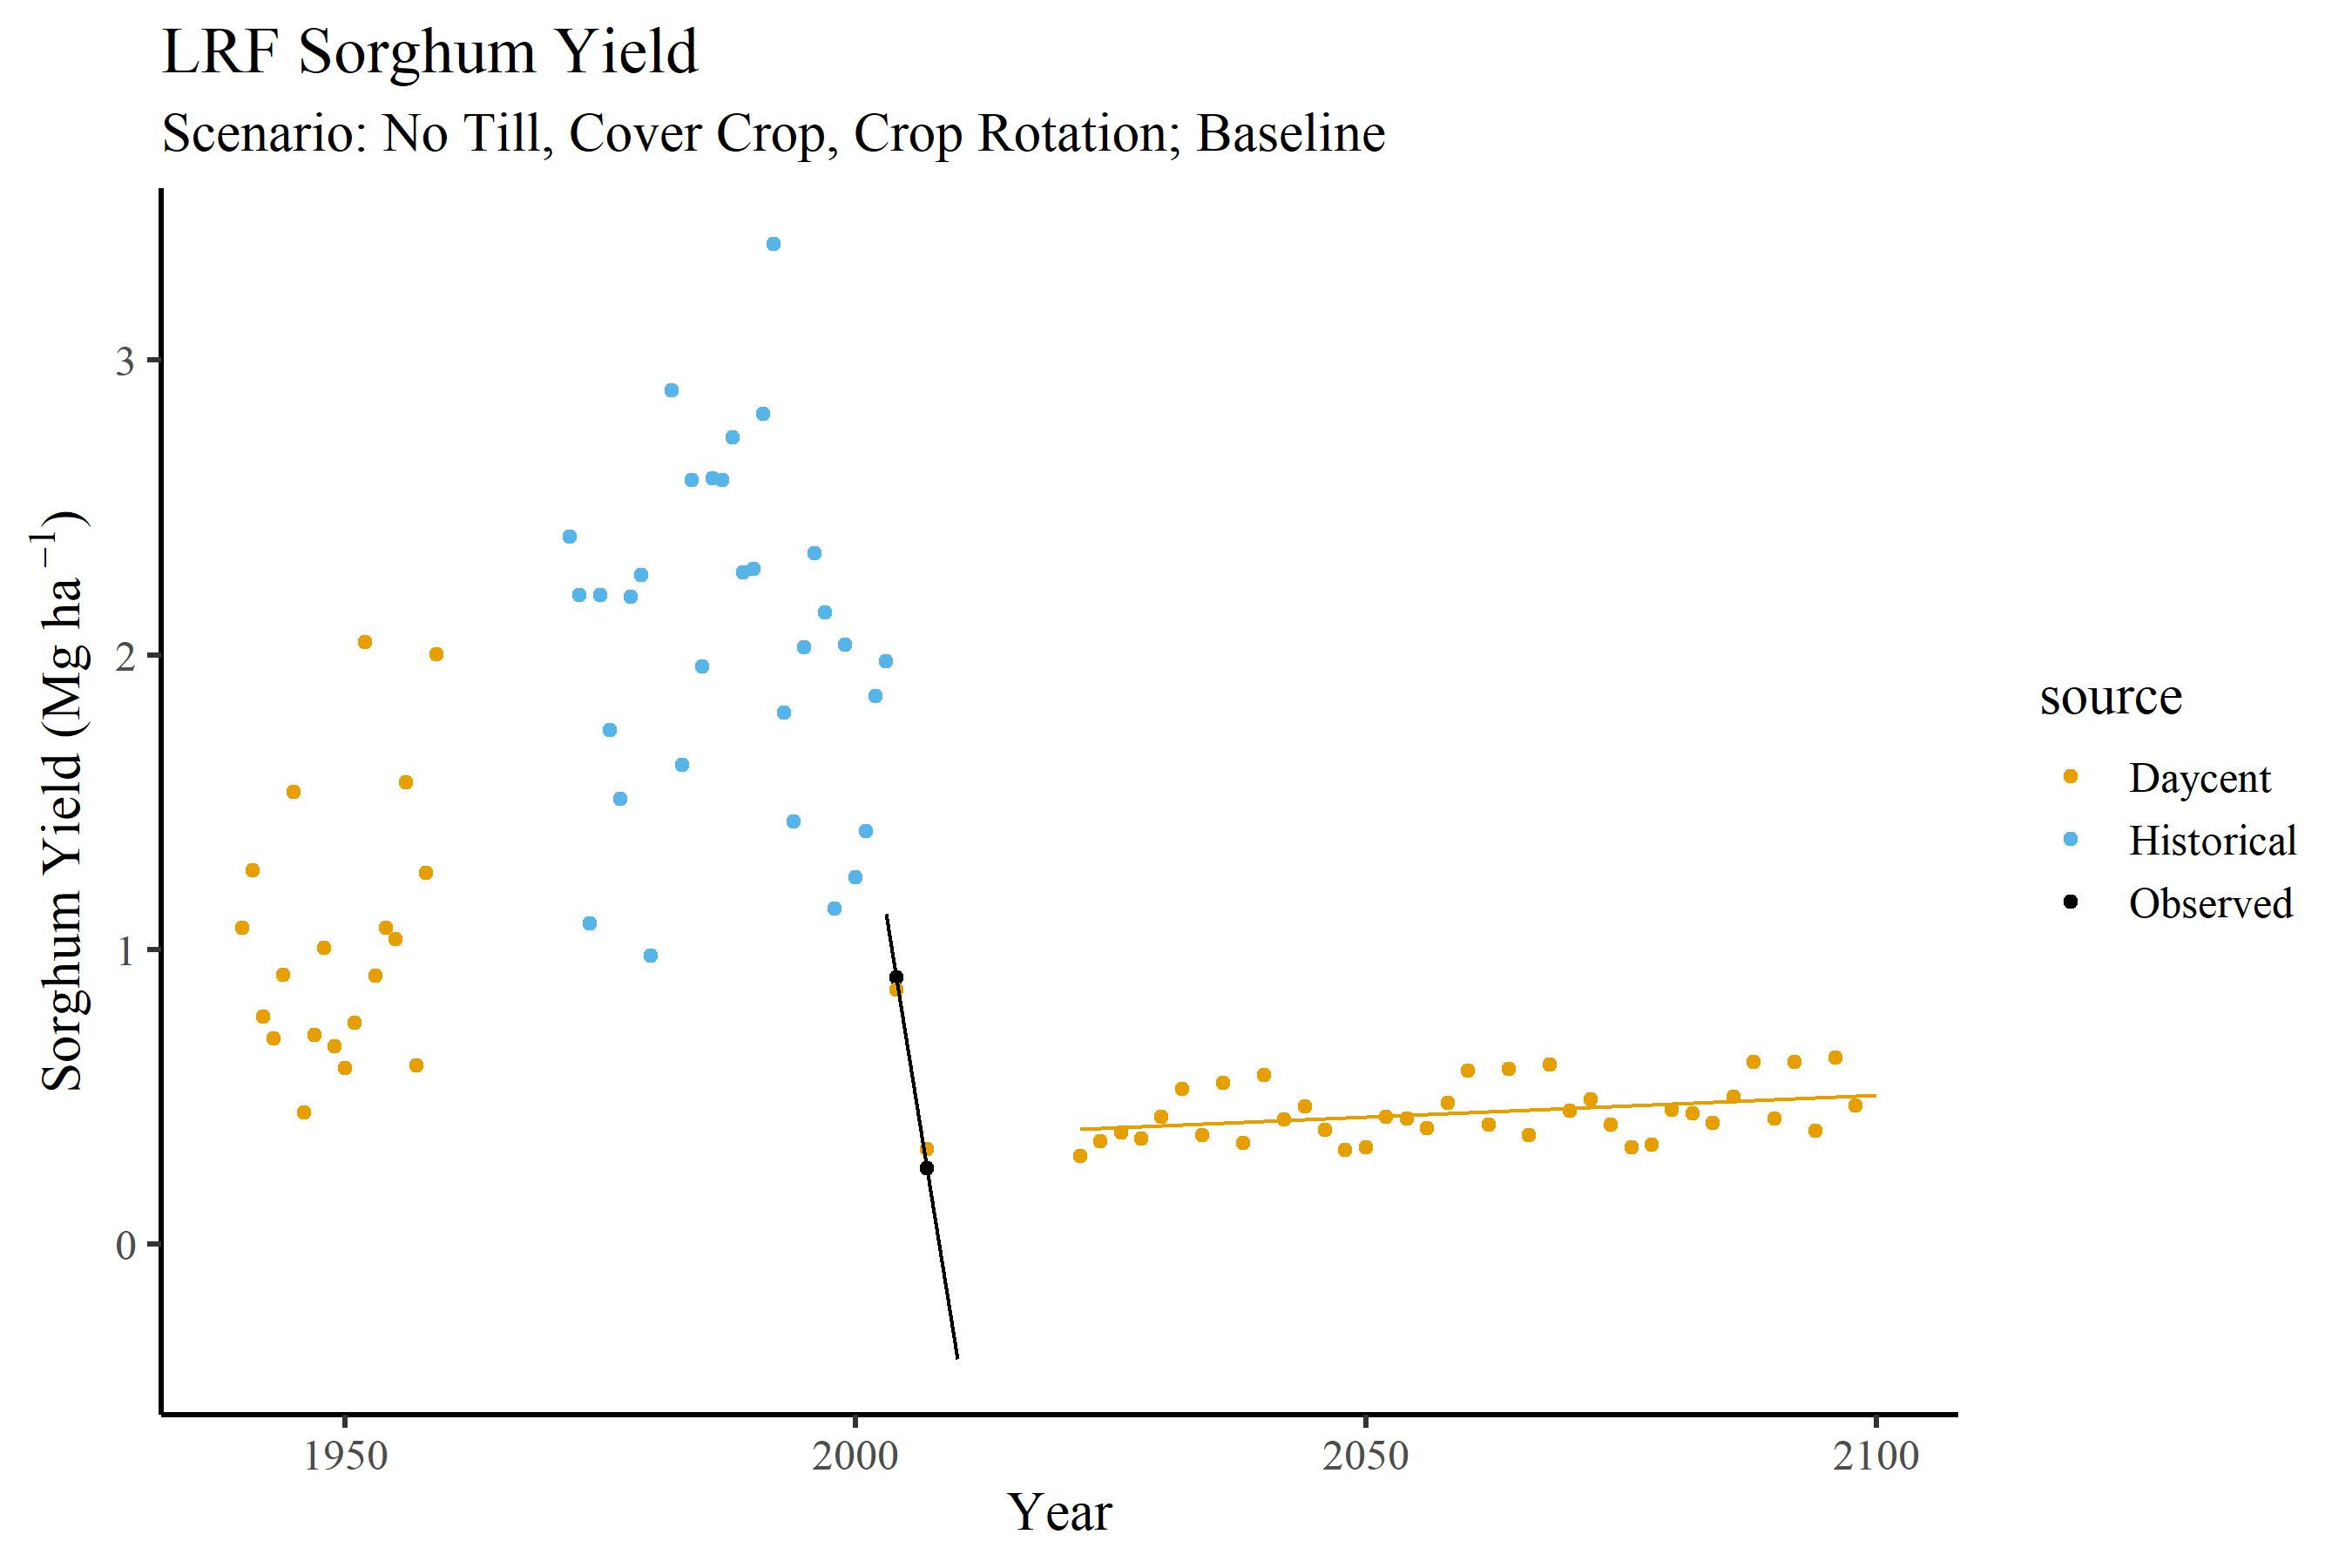 LRF Sorghum Yield
Scenario: No Till, Cover Crop, Crop Rotation; Baseline
Sorghum Yield (Mg ha ⁻¹)
3
2
1
0
1950 2000 2050 2100
Year
source
Daycent
Historical
Observed